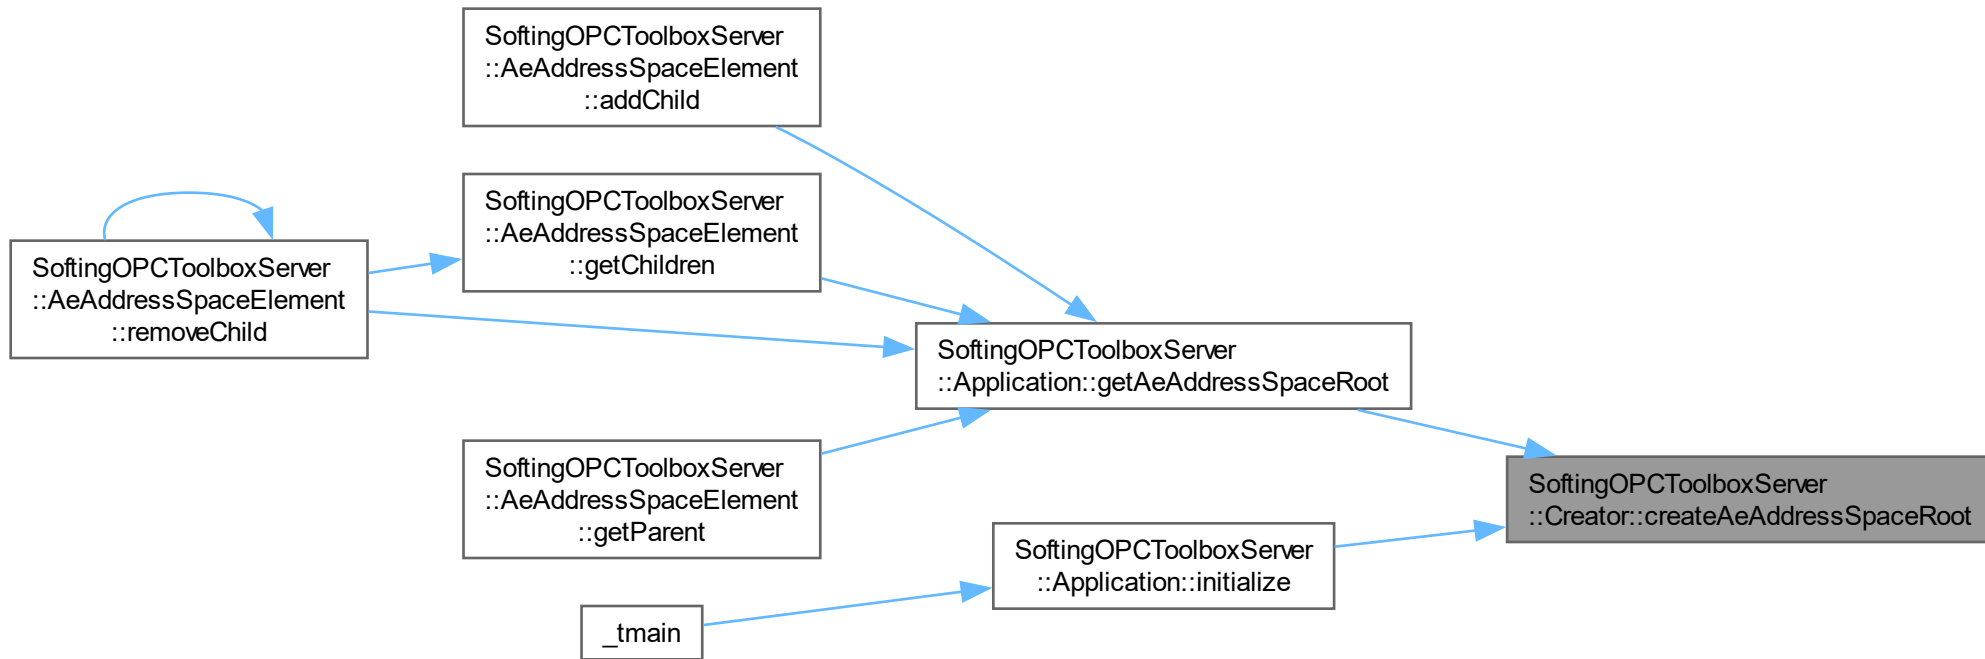 SoftingOPCToolboxServer
::AeAddressSpaceElement
::addChild
SoftingOPCToolboxServer
::AeAddressSpaceElement
::getChildren
SoftingOPCToolboxServer
::AeAddressSpaceElement
::removeChild
SoftingOPCToolboxServer
::Application::getAeAddressSpaceRoot
SoftingOPCToolboxServer
::AeAddressSpaceElement
::getParent
SoftingOPCToolboxServer
::Creator::createAeAddressSpaceRoot
SoftingOPCToolboxServer
::Application::initialize
_tmain